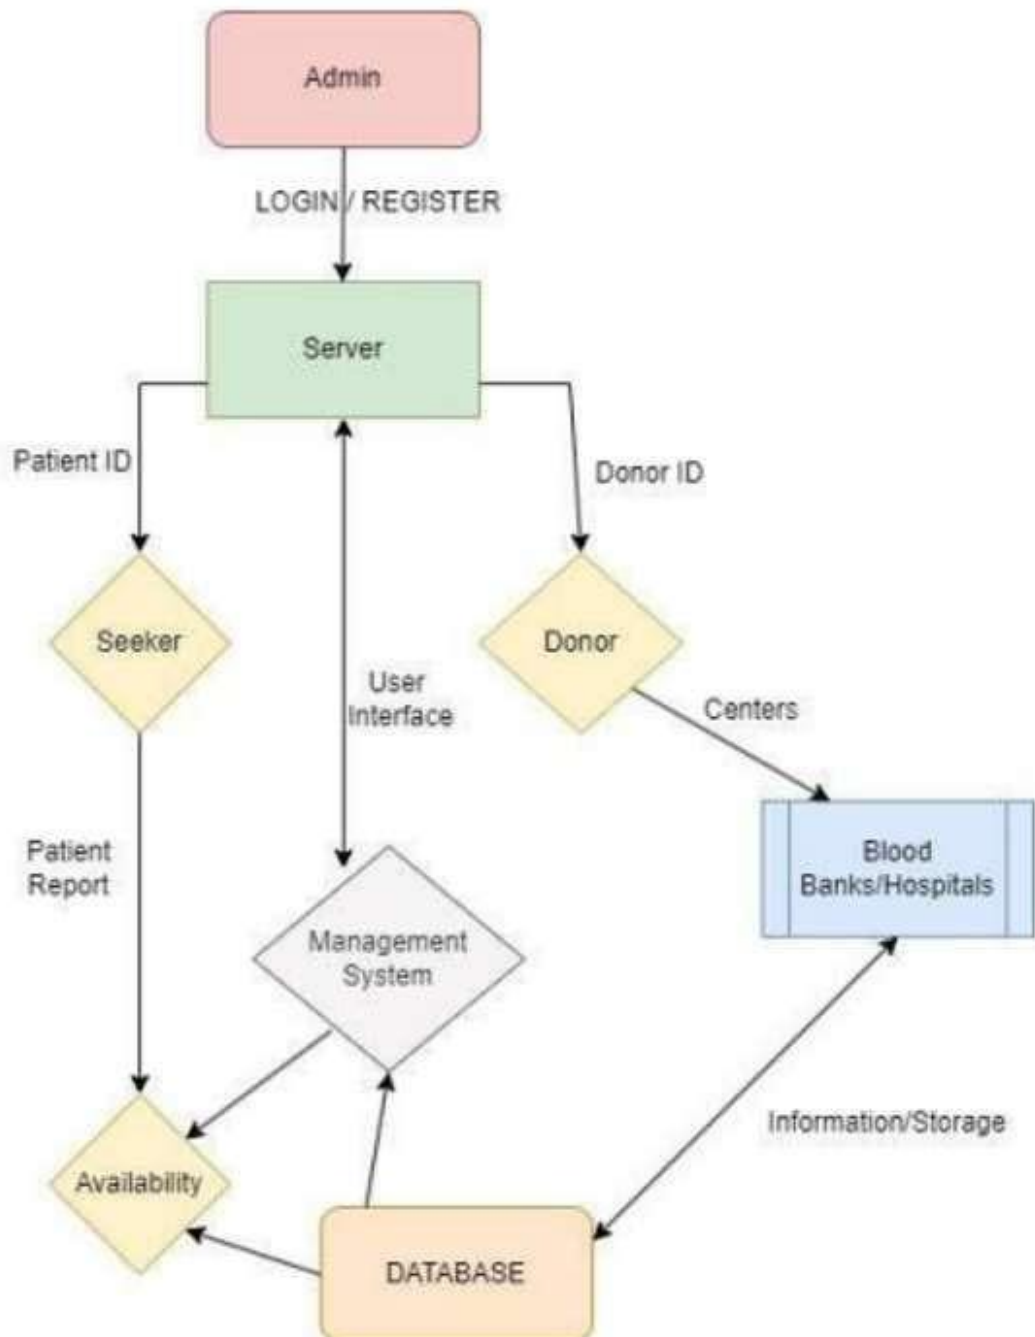 Admin
LOGIN / REGISTER
Server
Patient ID
Donor ID
Seeker
Donor
User
Interface
Centers
Patient
Report
Blood
Banks/Hospitals
Management
System
Information/Storage
Availability
DATABASE